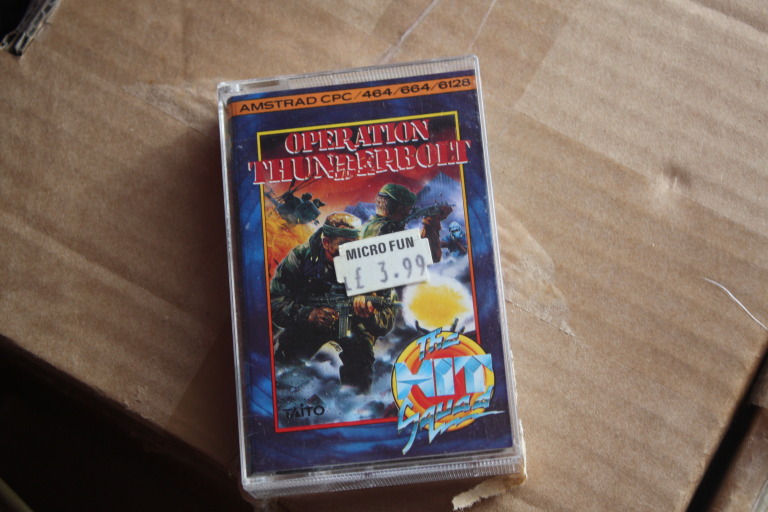 AMSTRAD CPC/464/664/6128
OPERATION
THUNDERBOLT
MICRO FUN
£ 3.99
TAITO
THE
HIT
SQUAD